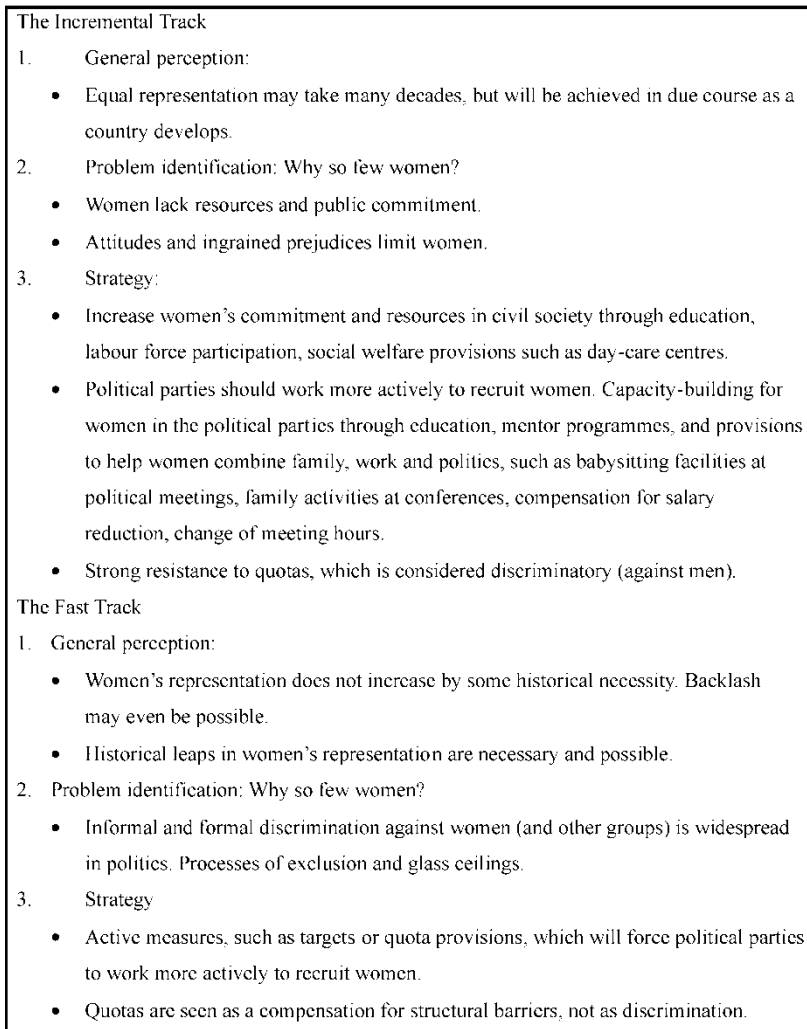 The Incremental Track
1. General perception:
• Equal representation may take many decades, but will be achieved in due course as a
country develops.
2. Problem identification: Why so few women?
• Women lack resources and public commitment.
• Attitudes and ingrained prejudices limit women.
3. Strategy:
• Increase women's commitment and resources in civil society through education,
labour force participation, social welfare provisions such as day-care centres.
• Political parties should work more actively to recruit women. Capacity-building for
women in the political parties through education, mentor programmes, and provisions
to help women combine family, work and politics, such as babysitting facilities at
political meetings, family activities at conferences, compensation for salary
reduction, change of meeting hours.
• Strong resistance to quotas, which is considered discriminatory (against men).
The Fast Track
1. General perception:
• Women's representation does not increase by some historical necessity. Backlash
may even be possible.
• Historical leaps in women's representation are necessary and possible.
2. Problem identification: Why so few women?
• Informal and formal discrimination against women (and other groups) is widespread
in politics. Processes of exclusion and glass ceilings.
3. Strategy
• Active measures, such as targets or quota provisions, which will force political parties
to work more actively to recruit women.
• Quotas are seen as a compensation for structural barriers, not as discrimination.